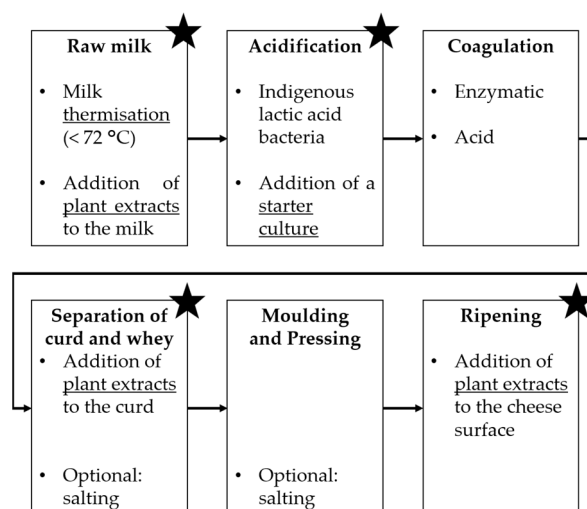 Raw milk
• Milk
thermisation
(< 72 °C)
• Addition of
plant extracts
to the milk
Acidification
• Indigenous
lactic acid
bacteria
• Addition of a
starter
culture
Coagulation
• Enzymatic
• Acid
Separation of
curd and whey
• Addition of
plant extracts
to the curd
• Optional:
salting
Moulding
and Pressing
• Optional:
salting
Ripening
• Addition of
plant extracts
to the cheese
surface